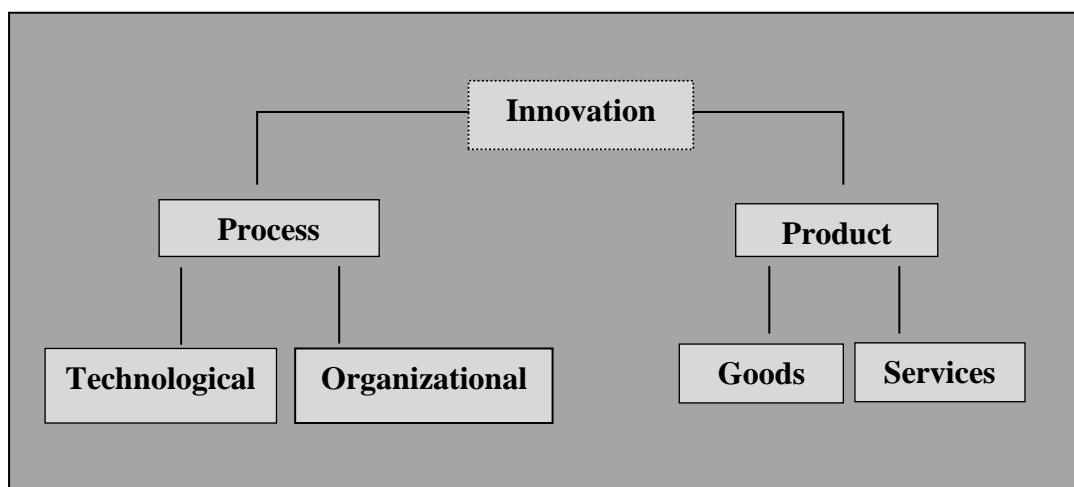 Innovation
Process
Product
Technological
Organizational
Goods
Services